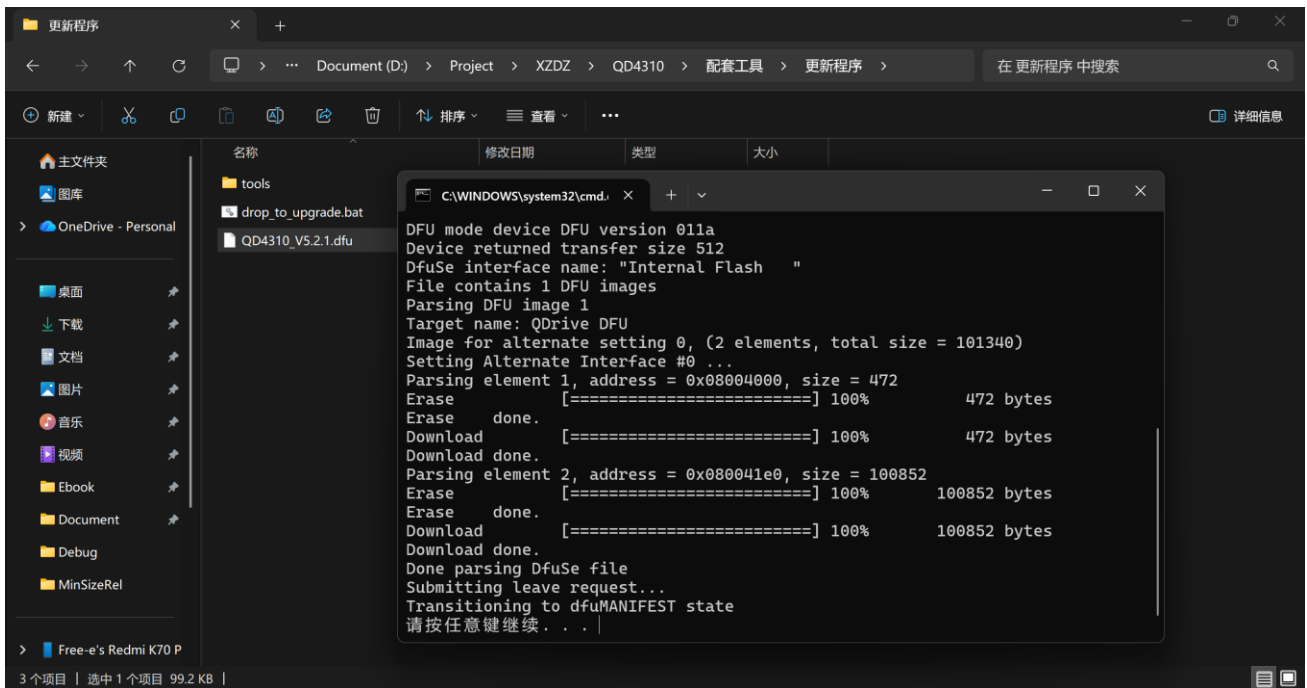 更新程序
Document (D:) > Project > XZDZ > QD4310 > 配套工具 > 更新程序 >
在 更新程序 中搜索
新建
排序
查看
详细信息
名称 修改日期 类型 大小
主文件夹
图库
OneDrive - Personal
桌面
下载
文档
图片
音乐
视频
Ebook
Document
Debug
MinSizeRel
Free-e's Redmi K70 P
tools
drop_to_upgrade.bat
QD4310_V5.2.1.dfu
C:\WINDOWS\system32\cmd.
DFU mode device DFU version 011a
Device returned transfer size 512
DfuSe interface name: "Internal Flash   "
File contains 1 DFU images
Parsing DFU image 1
Target name: QDrive DFU
Image for alternate setting 0, (2 elements, total size = 101340)
Setting Alternate Interface #0 ...
Parsing element 1, address = 0x08004000, size = 472
Erase [=========================] 100% 472 bytes
Erase done.
Download [=========================] 100% 472 bytes
Download done.
Parsing element 2, address = 0x080041e0, size = 100852
Erase [=========================] 100% 100852 bytes
Erase done.
Download [=========================] 100% 100852 bytes
Download done.
Done parsing DfuSe file
Submitting leave request...
Transitioning to dfuMANIFEST state
请按任意键继续. . .
3 个项目 | 选中 1 个项目 99.2 KB |